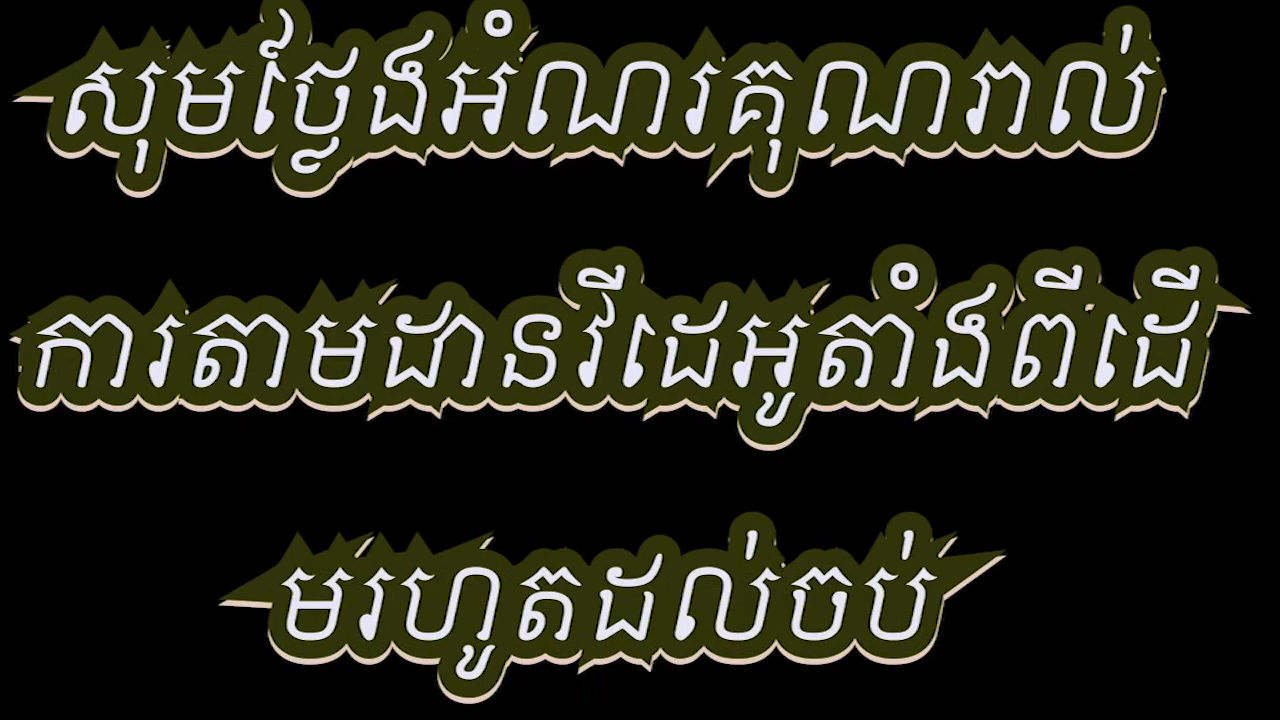 សុមថ្លែងអំណរគុណរាល់
ការតាមដានវីដេអូតាំងពីដើ
មរហូតដល់ចប់